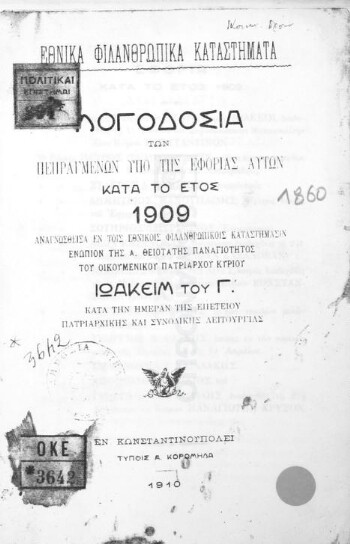 ΕΘΝΙΚΑ ΦΙΛΑΝΘΡΩΠΙΚΑ ΚΑΤΑΣΤΗΜΑΤΑ
ΠΟΛΙΤΙΚΑΙ
ΕΠΙΣΤΗΜΑΙ
ΛΟΓΟΔΟΣΙΑ
ΤΩΝ
ΠΕΠΡΑΓΜΕΝΩΝ ΥΠΟ ΤΗΣ ΕΦΟΡΙΑΣ ΑΥΤΩΝ
ΚΑΤΑ ΤΟ ΕΤΟΣ
1909
1860
ΑΝΑΓΝΩΣΘΕΙΣΑ ΕΝ ΤΟΙΣ ΕΘΝΙΚΟΙΣ ΦΙΛΑΝΘΡΩΠΙΚΟΙΣ ΚΑΤΑΣΤΗΜΑΣΙΝ
ΕΝΩΠΙΟΝ ΤΗΣ Α. ΘΕΙΟΤΑΤΗΣ ΠΑΝΑΓΙΟΤΗΤΟΣ
ΤΟΥ ΟΙΚΟΥΜΕΝΙΚΟΥ ΠΑΤΡΙΑΡΧΟΥ ΚΥΡΙΟΥ
ΙΩΑΚΕΙΜ ΤΟΥ Γ.
ΚΑΤΑ ΤΗΝ ΗΜΕΡΑΝ ΤΗΣ ΕΠΕΤΕΙΟΥ
ΠΑΤΡΙΑΡΧΙΚΗΣ ΚΑΙ ΣΥΝΟΔΙΚΗΣ ΛΕΙΤΟΥΡΓΙΑΣ
* 3642
ΟΚΕ
*3642
ΕΝ ΚΩΝΣΤΑΝΤΙΝΟΥΠΟΛΕΙ
ΤΥΠΟΙΣ Α. ΚΟΡΟΜΗΛΑ
1910